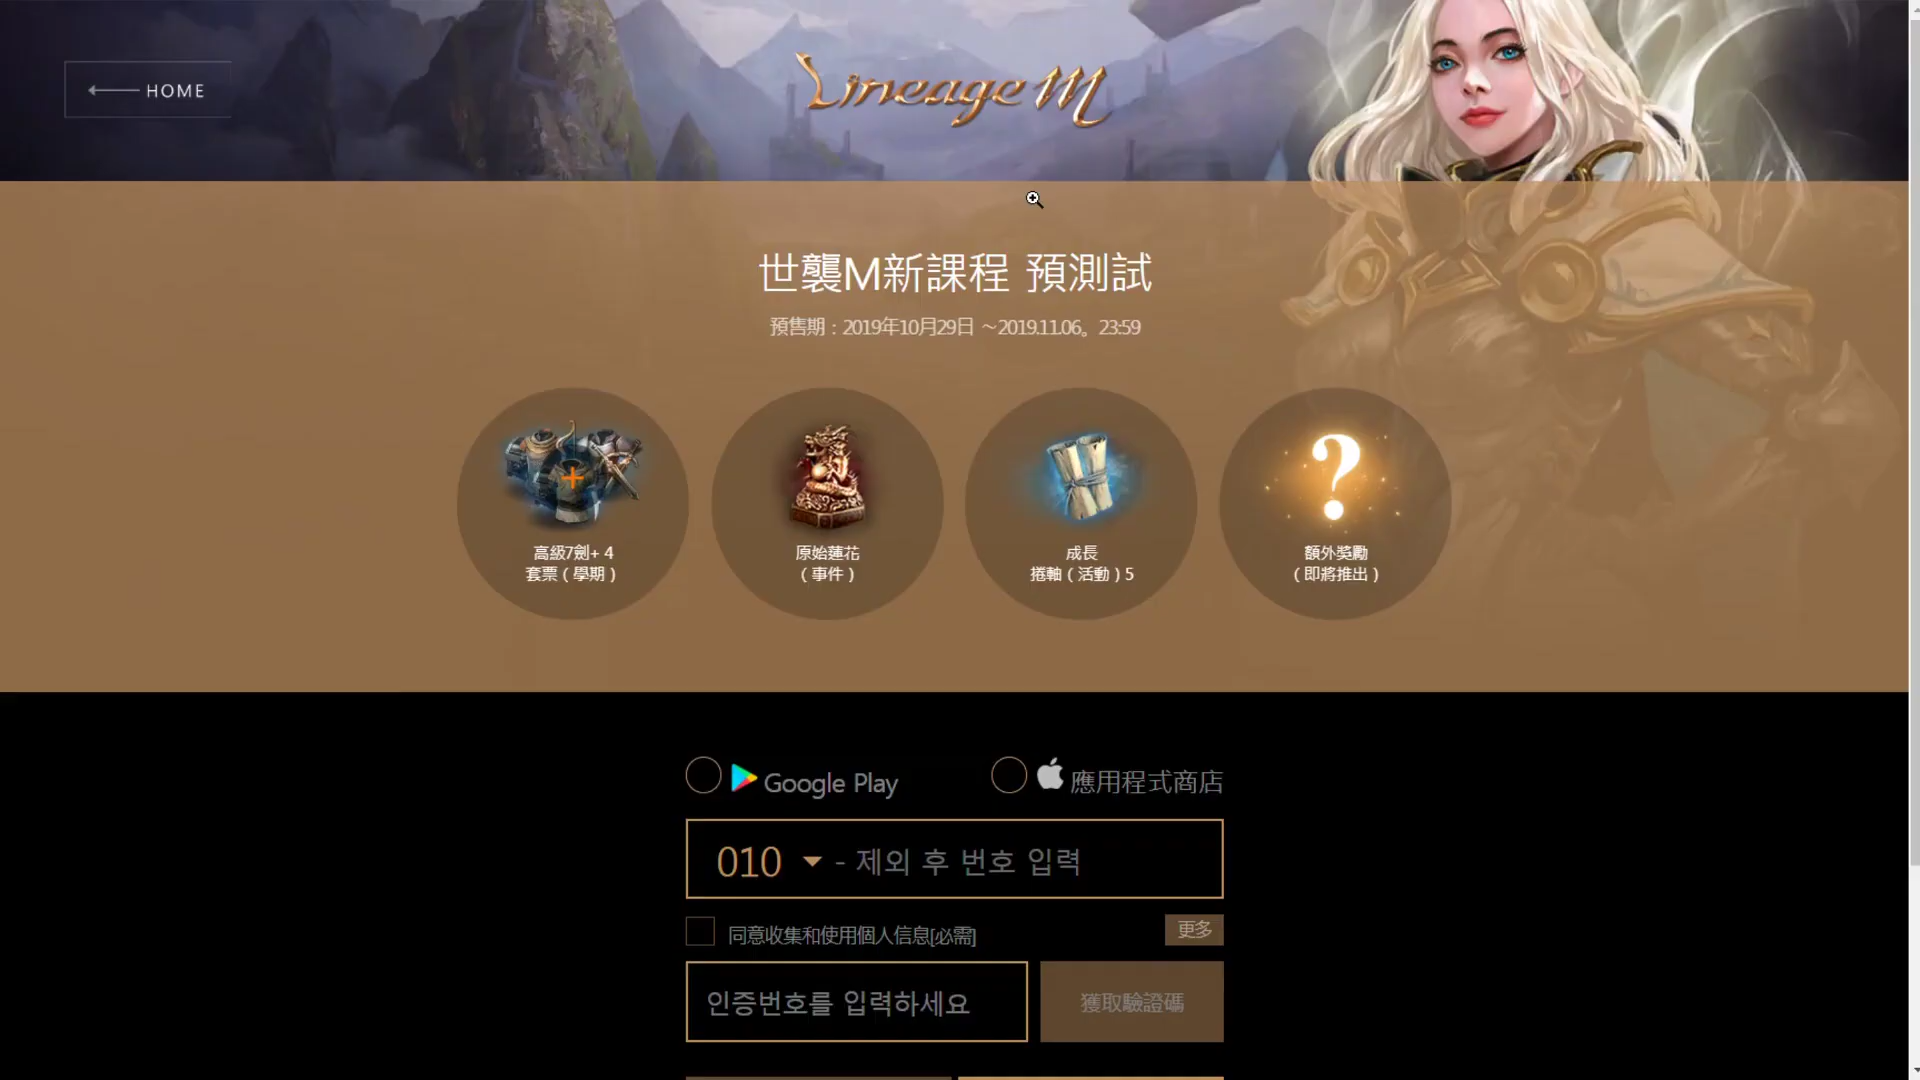 HOME
Lineage M
世襲M新課程 預測試
預售期：2019年10月29日 ～2019.11.06。23:59
高級7劍+ 4
套票（學期）
原始蓮花
（事件）
成長
捲軸（活動）5
額外獎勵
（即將推出）
Google Play
應用程式商店
010 - 제외 후 번호 입력
同意收集和使用個人信息[必需]
更多
인증번호를 입력하세요
獲取驗證碼